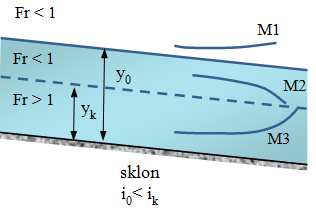 Fr < 1
M1
Fr < 1
y₀
M2
Fr > 1
yₖ
M3
sklon
i₀< iₖ